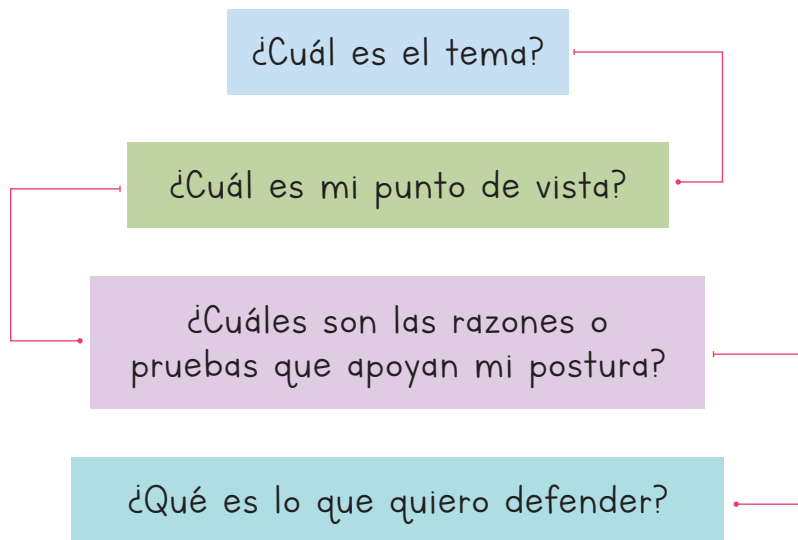 ¿Cuál es el tema?
¿Cuál es mi punto de vista?
¿Cuáles son las razones o
pruebas que apoyan mi postura?
¿Qué es lo que quiero defender?